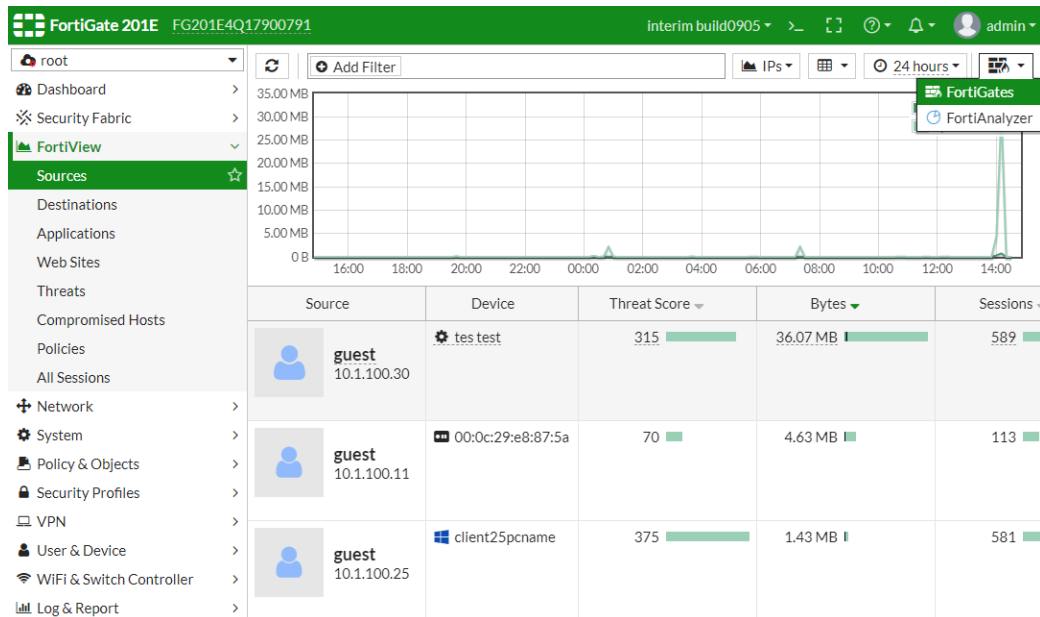 FortiGate 201E FG201E4Q17900791 interim build0905 >_ admin
root
Add Filter IPs 24 hours
FortiGates
FortiAnalyzer
Dashboard
Security Fabric
FortiView
Sources
Destinations
Applications
Web Sites
Threats
Compromised Hosts
Policies
All Sessions
Network
System
Policy & Objects
Security Profiles
VPN
User & Device
WiFi & Switch Controller
Log & Report
35.00 MB
30.00 MB
25.00 MB
20.00 MB
15.00 MB
10.00 MB
5.00 MB
0 B
16:00 18:00 20:00 22:00 00:00 02:00 04:00 06:00 08:00 10:00 12:00 14:00
Source Device Threat Score Bytes Sessions
guest
10.1.100.30
tes test 315 36.07 MB 589
guest
10.1.100.11
00:0c:29:e8:87:5a 70 4.63 MB 113
guest
10.1.100.25
client25pcname 375 1.43 MB 581